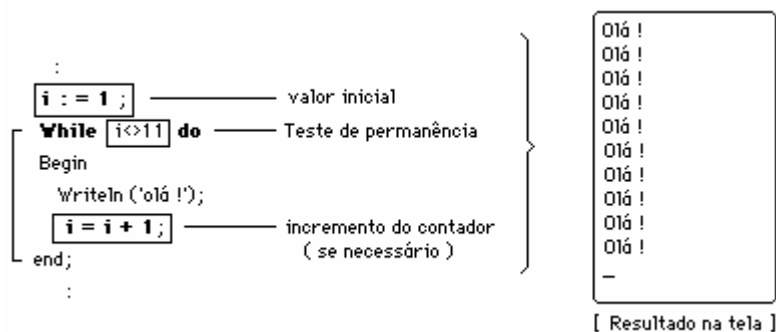 :
i := 1 ; valor inicial
While i<>11 do Teste de permanência
Begin
Writeln ('olá !');
i = i + 1 ; incremento do contador
( se necessário )
end;
:
Olá !
Olá !
Olá !
Olá !
Olá !
Olá !
Olá !
Olá !
Olá !
Olá !
_
[ Resultado na tela ]